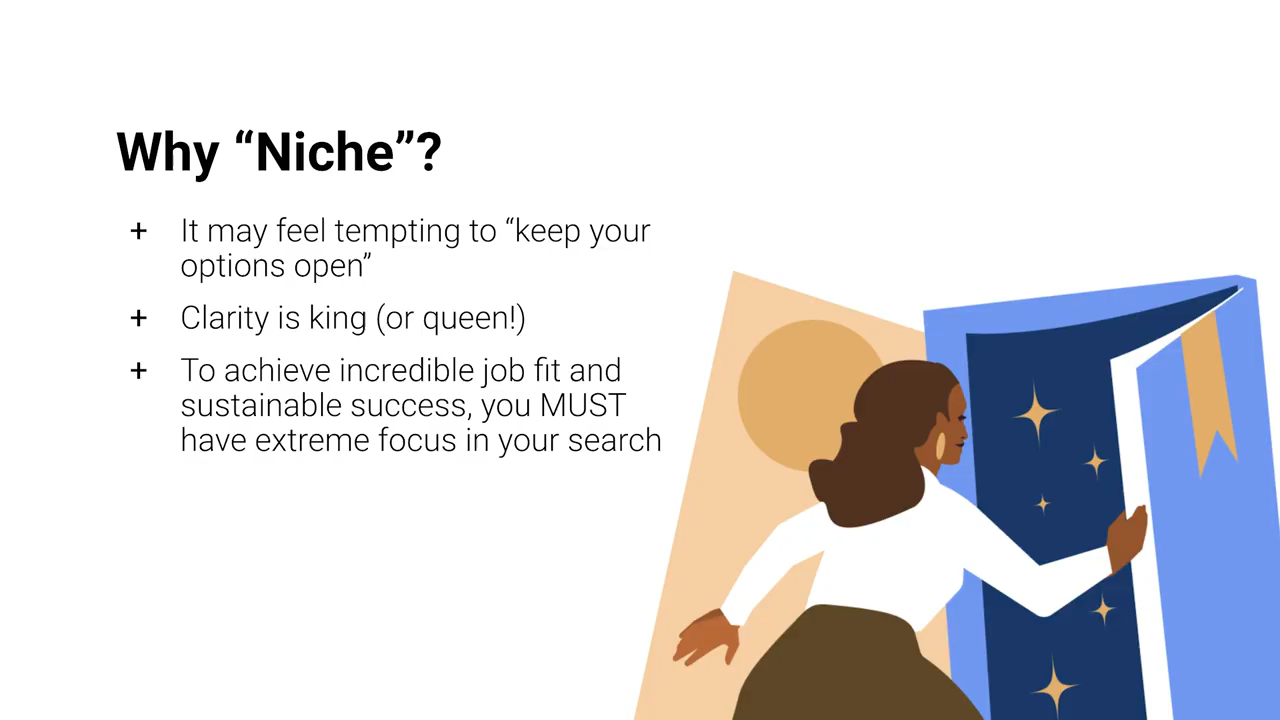 Why “Niche”?
+ It may feel tempting to “keep your
options open”
+ Clarity is king (or queen!)
+ To achieve incredible job fit and
sustainable success, you MUST
have extreme focus in your search